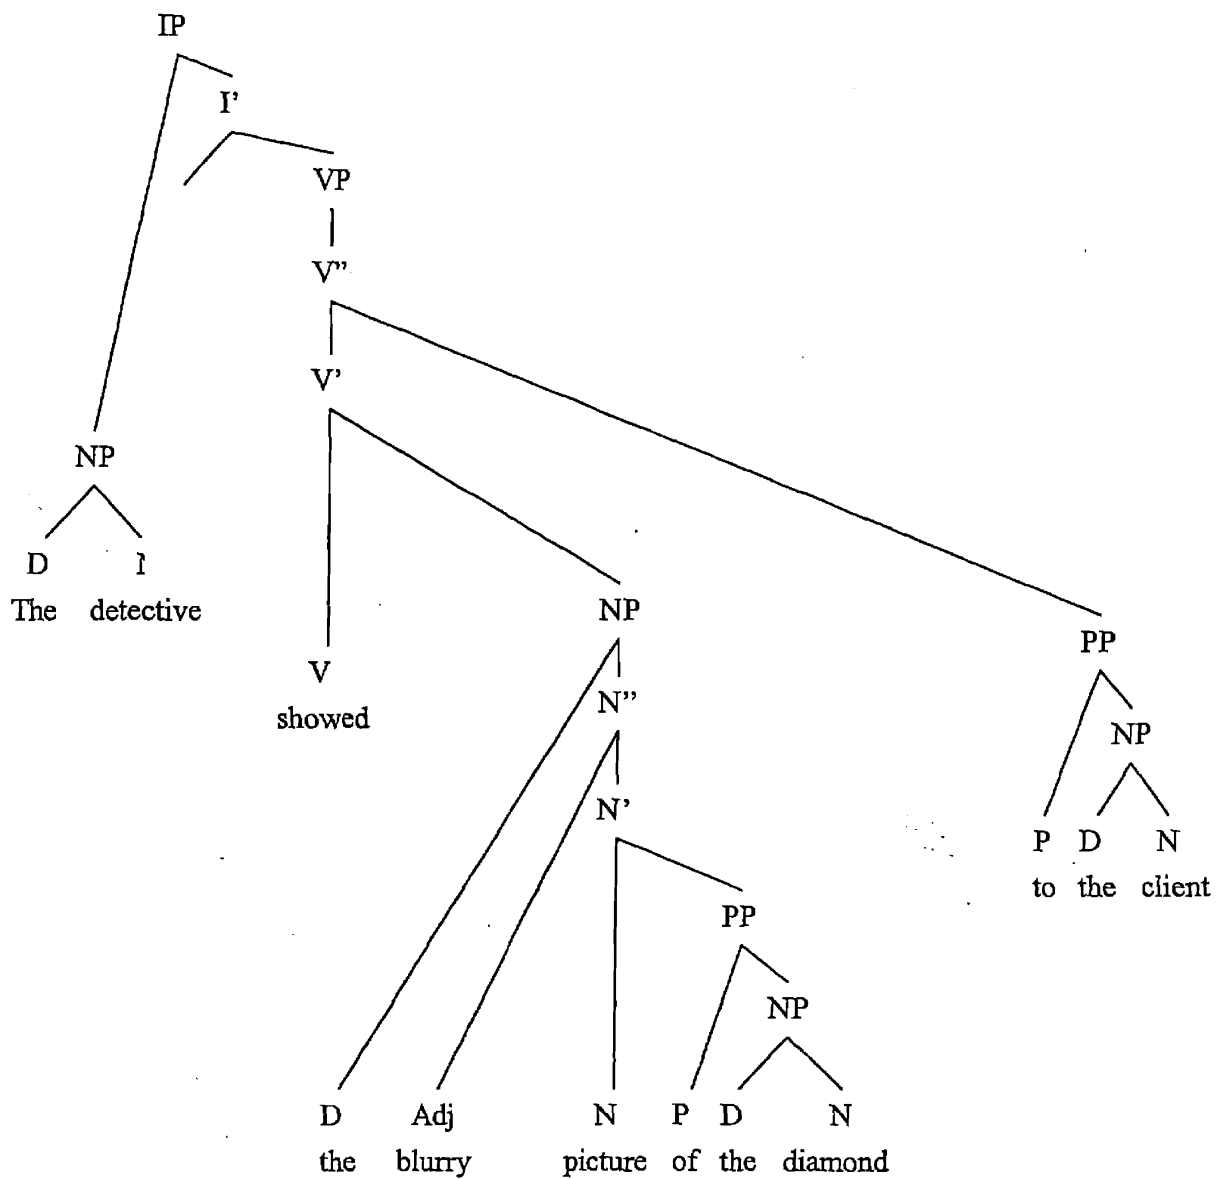 IP
I’
VP
V”
V’
NP
D
The detective
NP
PP
V
showed
N”
NP
N’
P D N
to the client
PP
NP
D Adj N P D N
the blurry picture of the diamond